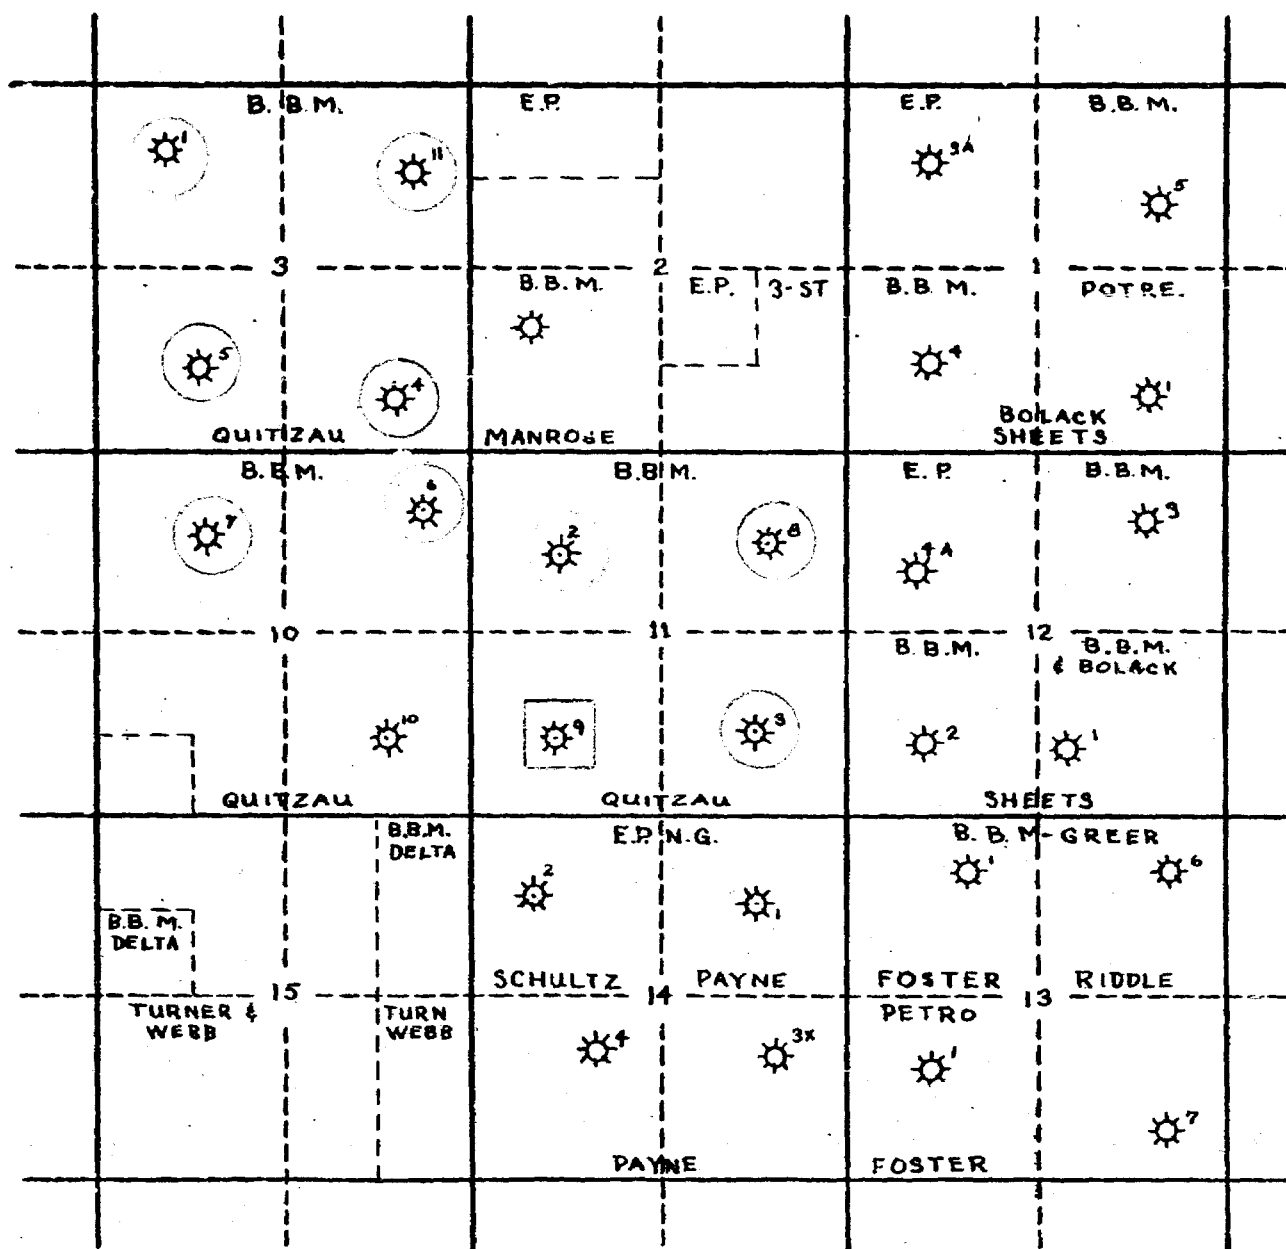 B. B. M.
E.P.
E.P.
B.B.M.
1
11
3A
5
3
2
1
B.B.M.
E.P.
3-ST
B.B.M.
POTRE.
5
4
4
1
QUITZAU
MANROSE
BOLACK
SHEETS
B.B.M.
B.B.M.
E.P.
B.B.M.
7
6
2
8
4A
9
10
11
12
B.B.M.
B.B.M.
& BOLACK
10
9
3
2
1
QUITZAU
QUITZAU
SHEETS
B.B.M.
DELTA
E.P. N.G.
B. B. M-GREER
2
1
1
6
B.B.M.
DELTA
SCHULTZ
PAYNE
FOSTER
RIDDLE
15
14
13
TURNER &
WEBB
TURN
WEBB
PETRO
4
3X
1
7
PAYNE
FOSTER